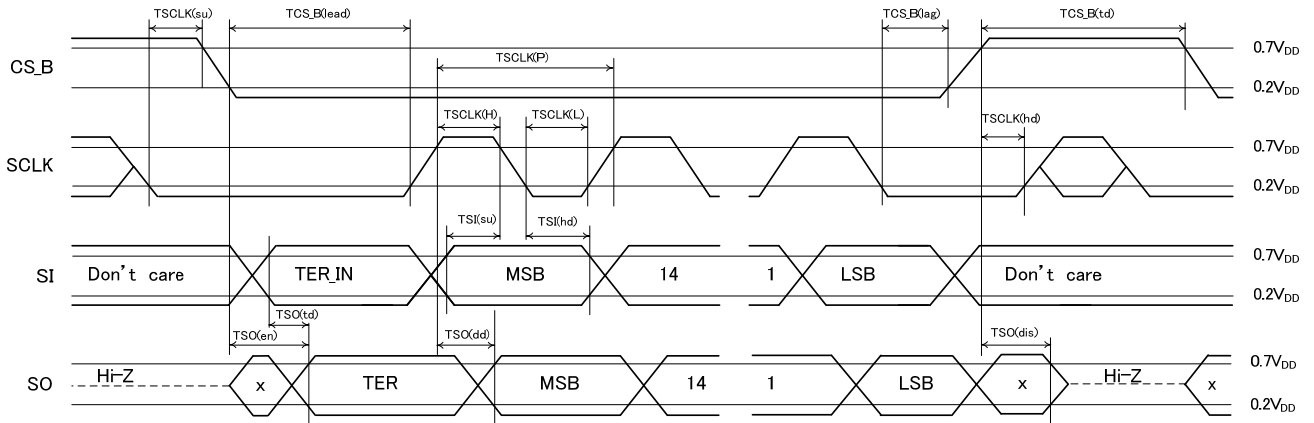 TSCLK(su) TCS_B(lead) TCS_B(lag) TCS_B(td)
CS_B TSCLK(P) 0.7VDD
0.2VDD
TSCLK(H) TSCLK(L) TSCLK(hd)
SCLK 0.7VDD
0.2VDD
TSI(su) TSI(hd)
SI Don't care TER_IN MSB 14 1 LSB Don't care 0.7VDD
0.2VDD
TSO(td)
TSO(en) TSO(dd) TSO(dis)
SO Hi-Z x TER MSB 14 1 LSB x Hi-Z x 0.7VDD
0.2VDD